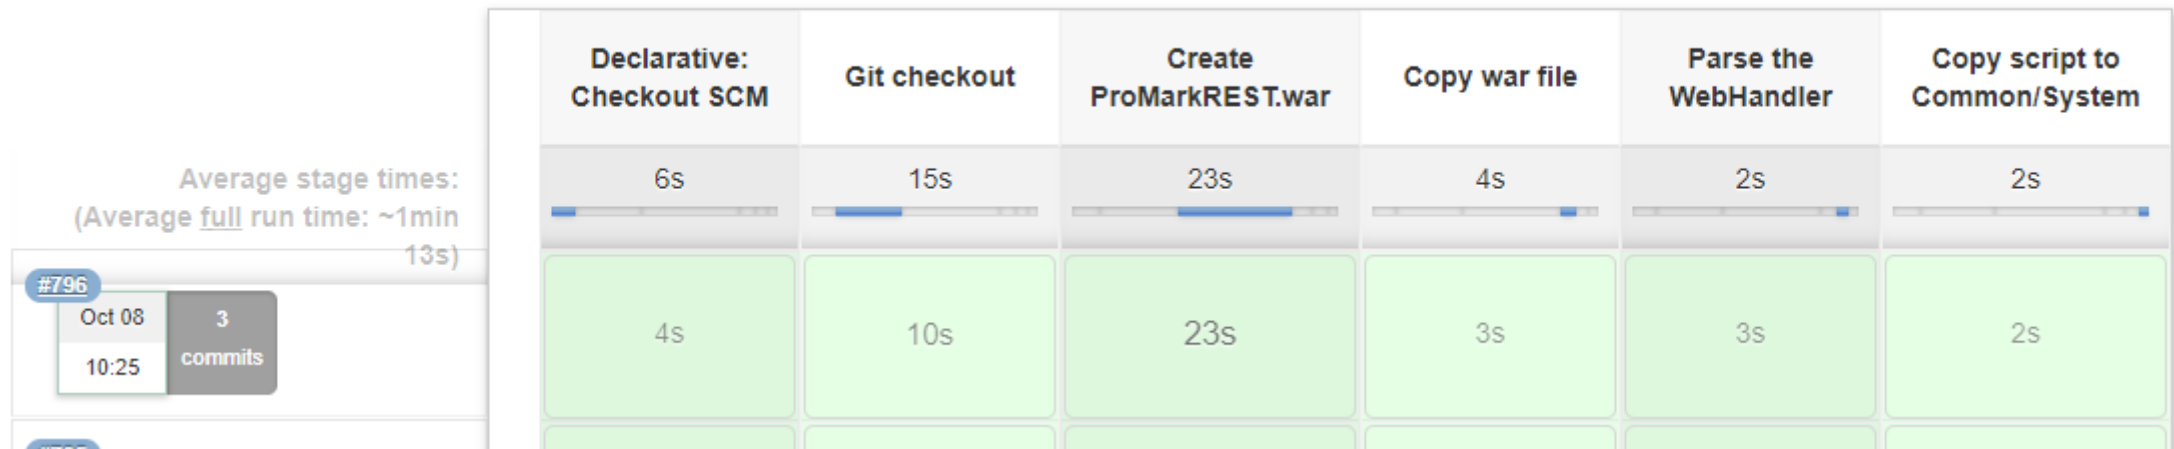 Declarative:
Checkout SCM
Git checkout
Create
ProMarkREST.war
Copy war file
Parse the
WebHandler
Copy script to
Common/System
Average stage times:
(Average full run time: ~1min
13s)
6s
15s
23s
4s
2s
2s
#796
Oct 08
10:25
3
commits
4s
10s
23s
3s
3s
2s